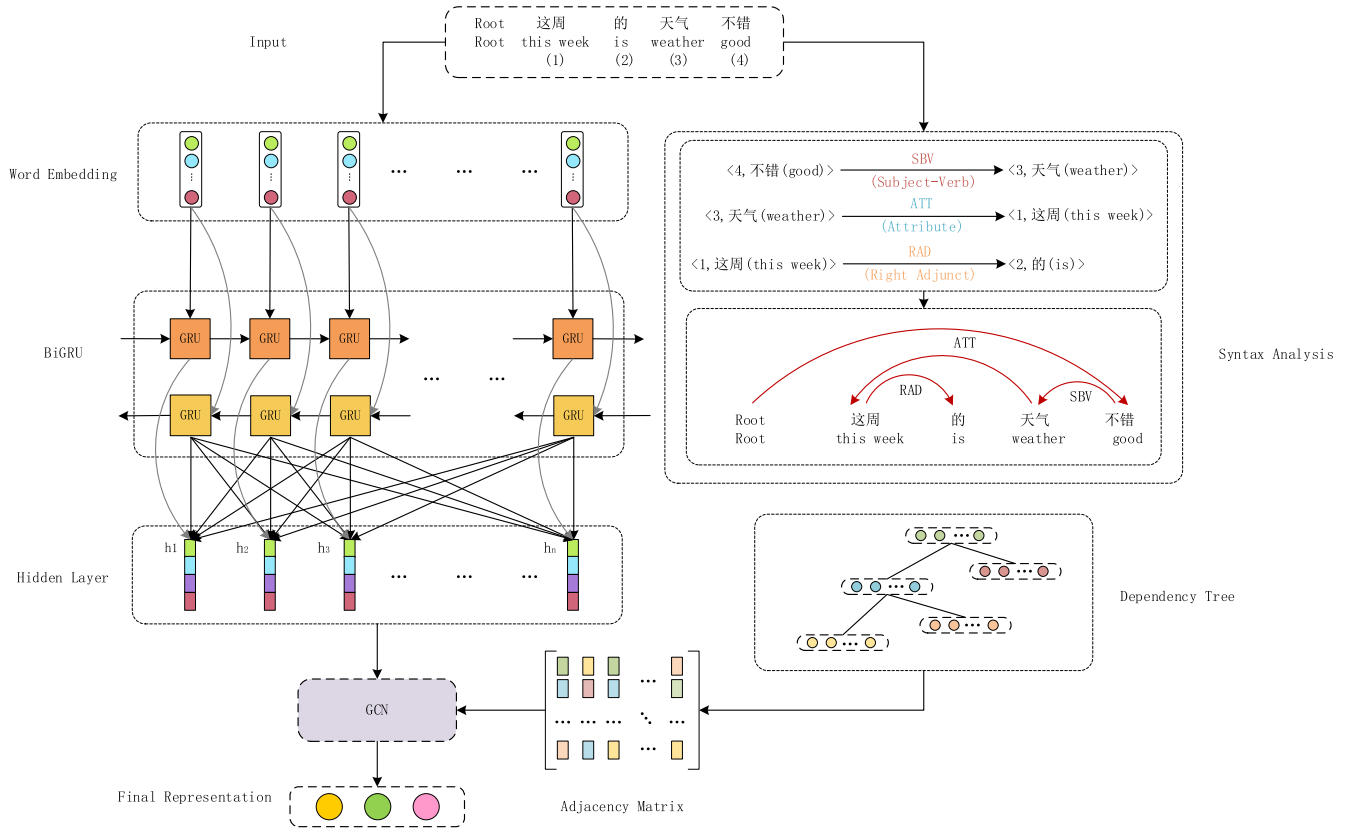 Input
Root 这周 的 天气 不错
Root this week is weather good
(1) (2) (3) (4)
Word Embedding
... ... ...
BiGRU
GRU GRU GRU GRU
... ...
GRU GRU GRU GRU
Hidden Layer
h1 h2 h3 hn
... ... ...
GCN
Final Representation
<4,不错(good)> SBV (Subject-Verb) <3,天气(weather)>
<3,天气(weather)> ATT (Attribute) <1,这周(this week)>
<1,这周(this week)> RAD (Right Adjunct) <2,的(is)>
Syntax Analysis
ATT
RAD SBV
Root 这周 的 天气 不错
Root this week is weather good
Dependency Tree
Adjacency Matrix